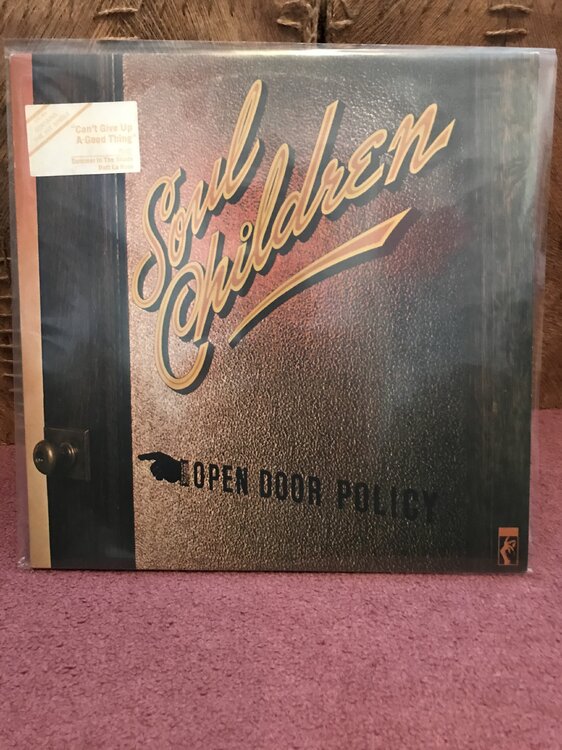 "Can't Give Up
A Good Thing"
Soul
Children
OPEN DOOR POLICY